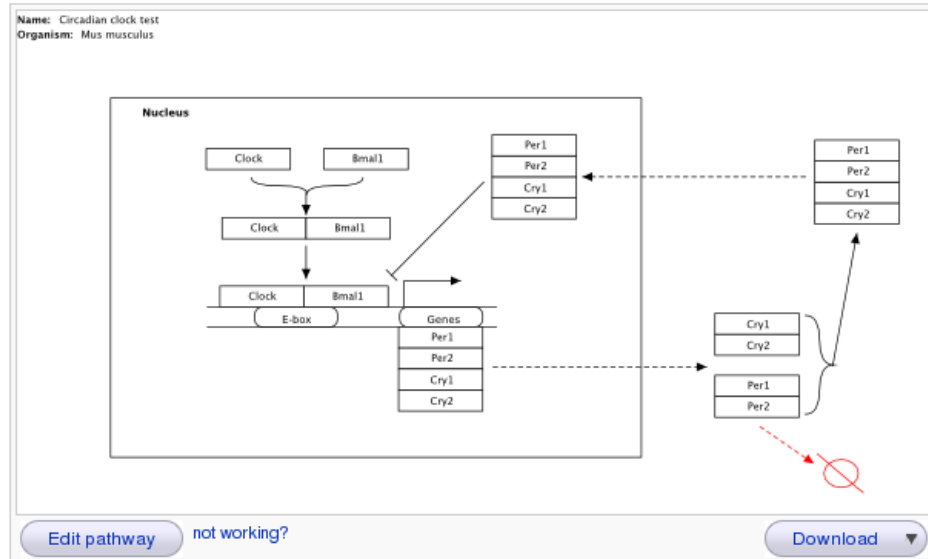 Name: Circadian clock test
Organism: Mus musculus
Nucleus
Clock
Bmal1
Clock Bmal1
Clock Bmal1
E-box
Genes
Per1
Per2
Cry1
Cry2
Per1
Per2
Cry1
Cry2
Per1
Per2
Cry1
Cry2
Cry1
Cry2
Per1
Per2
Edit pathway
not working?
Download